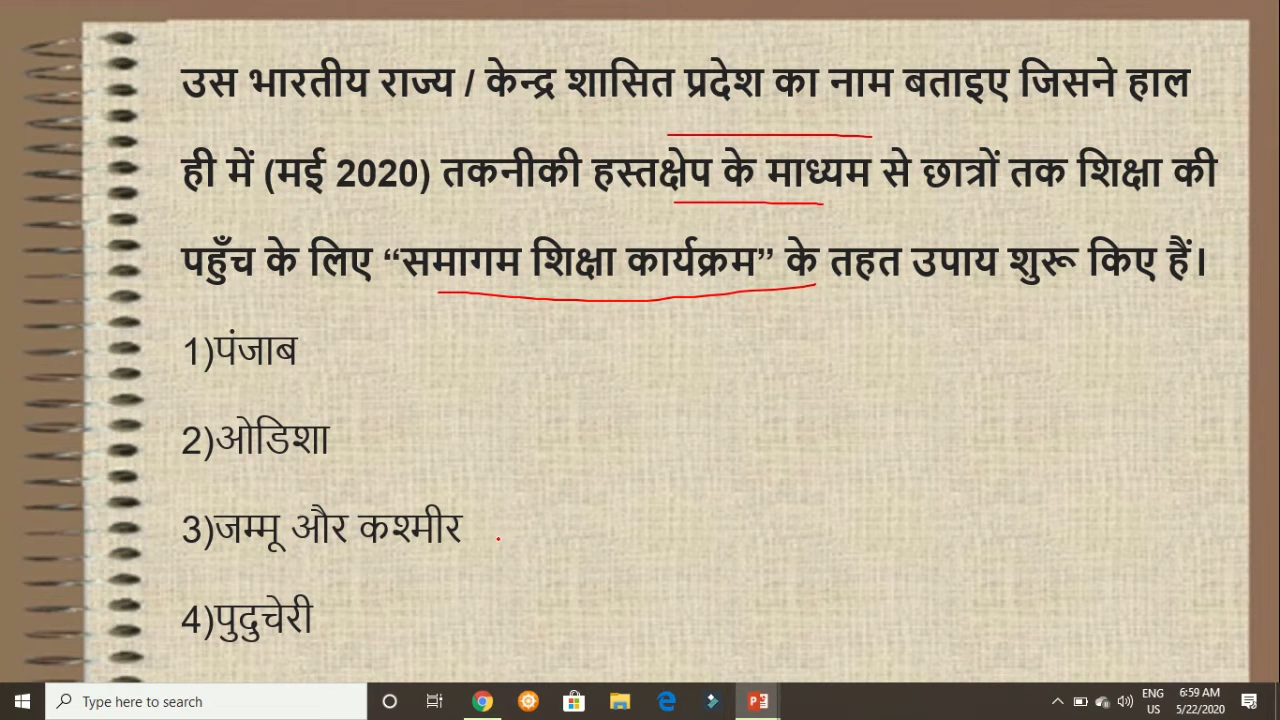 उस भारतीय राज्य / केन्द्र शासित प्रदेश का नाम बताइए जिसने हाल
ही में (मई 2020) तकनीकी हस्तक्षेप के माध्यम से छात्रों तक शिक्षा की
पहुँच के लिए “समागम शिक्षा कार्यक्रम” के तहत उपाय शुरू किए हैं।
1)पंजाब
2)ओडिशा
3)जम्मू और कश्मीर
4)पुदुचेरी
Type here to search
ENG
US
6:59 AM
5/22/2020